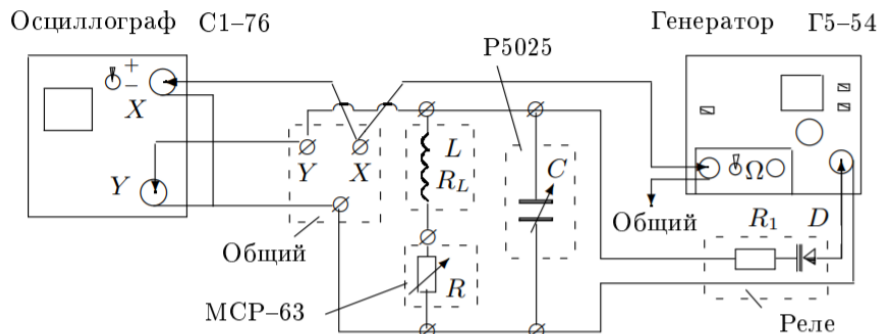 Осциллограф С1–76
Генератор Г5–54
Р5025
+
−
X
Y
Y X
L
R_L
C
Ω
Общий
Общий
R_1 D
R
МСР–63
Реле